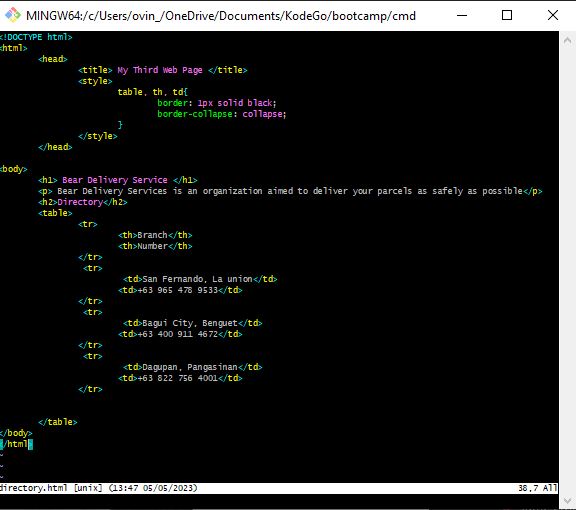 MINGW64:/c/Users/ovin_/OneDrive/Documents/KodeGo/bootcamp/cmd
<!DOCTYPE html>
<html>
<head>
<title> My Third Web Page </title>
<style>
table, th, td{
border: 1px solid black;
border-collapse: collapse;
}
</style>
</head>
<body>
<h1> Bear Delivery Service </h1>
<p> Bear Delivery Services is an organization aimed to deliver your parcels as safely as possible</p>
<h2>Directory</h2>
<table>
<tr>
<th>Branch</th>
<th>Number</th>
</tr>
<tr>
<td>San Fernando, La union</td>
<td>+63 965 478 9533</td>
</tr>
<tr>
<td>Bagui City, Benguet</td>
<td>+63 400 911 4672</td>
</tr>
<tr>
<td>Dagupan, Pangasinan</td>
<td>+63 822 756 4001</td>
</tr>
</table>
</body>
</html>
~
~
~
directory.html [unix] (13:47 05/05/2023) 38,7 All